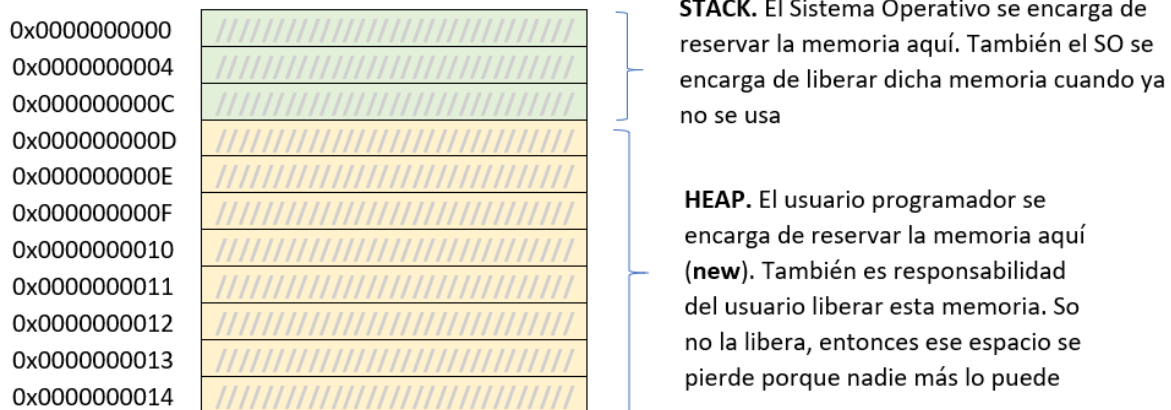 0x0000000000
0x0000000004
0x000000000C
0x000000000D
0x000000000E
0x000000000F
0x0000000010
0x0000000011
0x0000000012
0x0000000013
0x0000000014
STACK. El Sistema Operativo se encarga de
reservar la memoria aquí. También el SO se
encarga de liberar dicha memoria cuando ya
no se usa
HEAP. El usuario programador se
encarga de reservar la memoria aquí
(new). También es responsabilidad
del usuario liberar esta memoria. So
no la libera, entonces ese espacio se
pierde porque nadie más lo puede